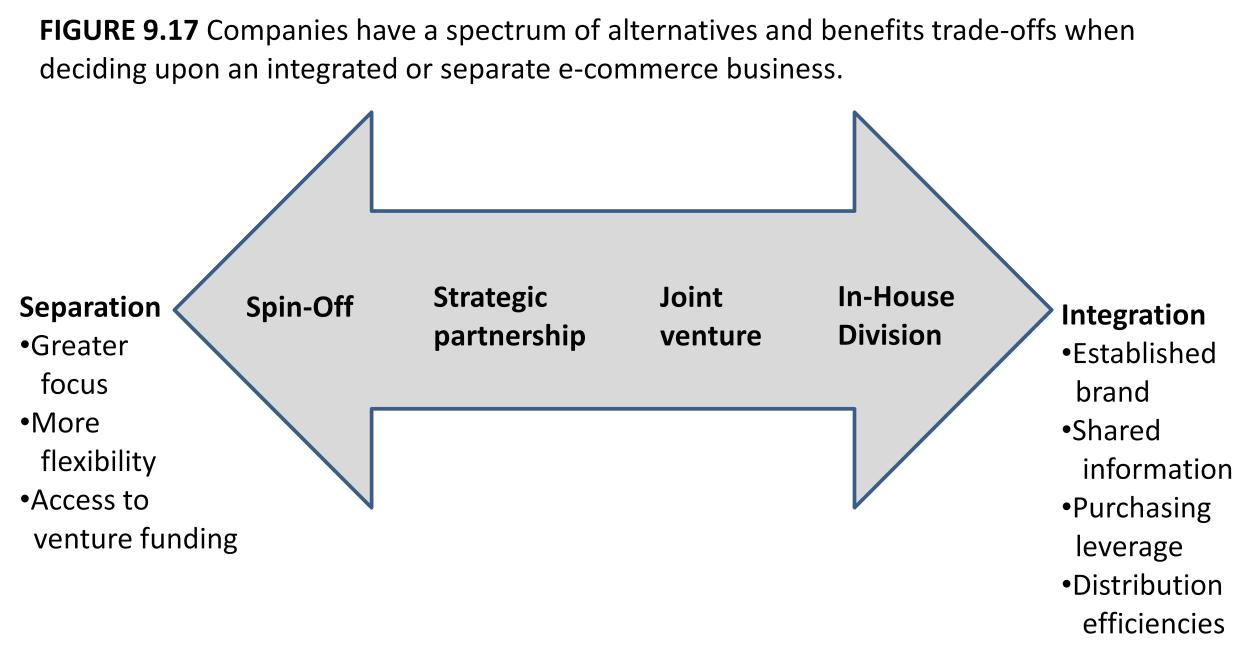 FIGURE 9.17 Companies have a spectrum of alternatives and benefits trade-offs when
deciding upon an integrated or separate e-commerce business.
Separation
•Greater
focus
•More
flexibility
•Access to
venture funding
Spin-Off
Strategic
partnership
Joint
venture
In-House
Division
Integration
•Established
brand
•Shared
information
•Purchasing
leverage
•Distribution
efficiencies